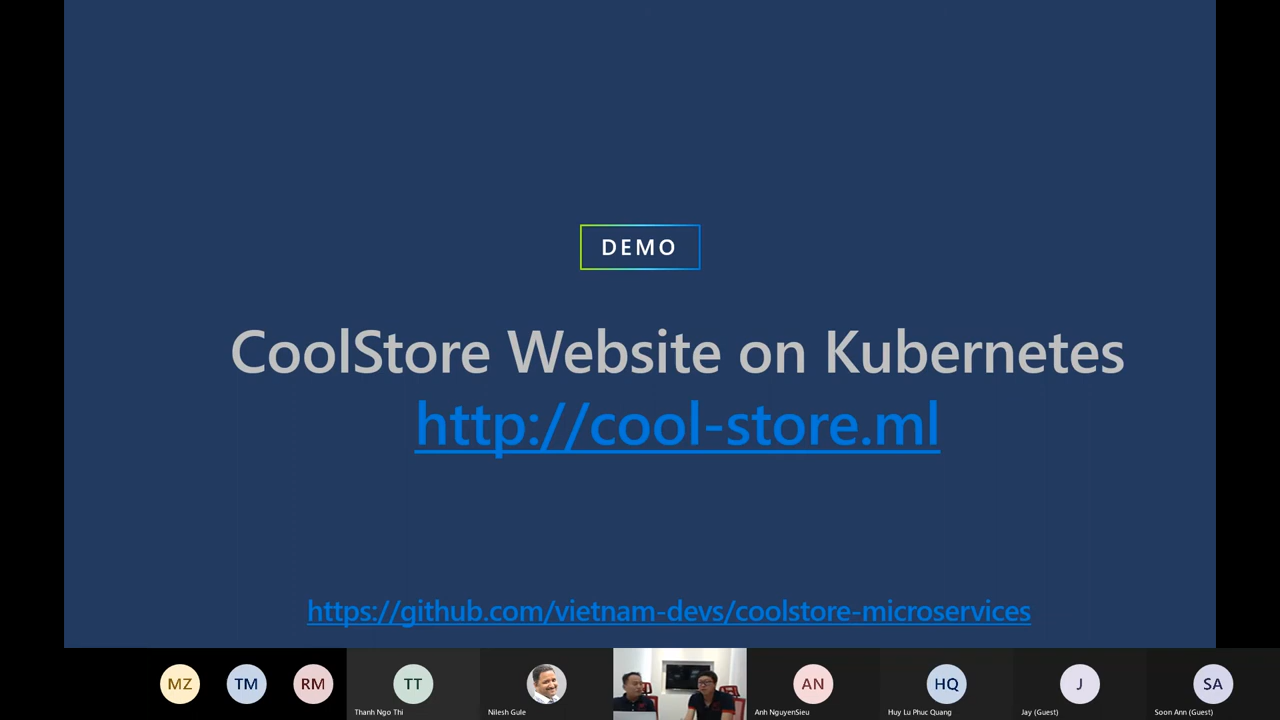 DEMO
CoolStore Website on Kubernetes
http://cool-store.ml
https://github.com/vietnam-devs/coolstore-microservices
MZ
TM
RM
TT
AN
HQ
J
SA
Thanh Ngo Thi
Nilesh Gule
Anh NguyenSieu
Huy Lu Phuc Quang
Jay (Guest)
Soon Ann (Guest)